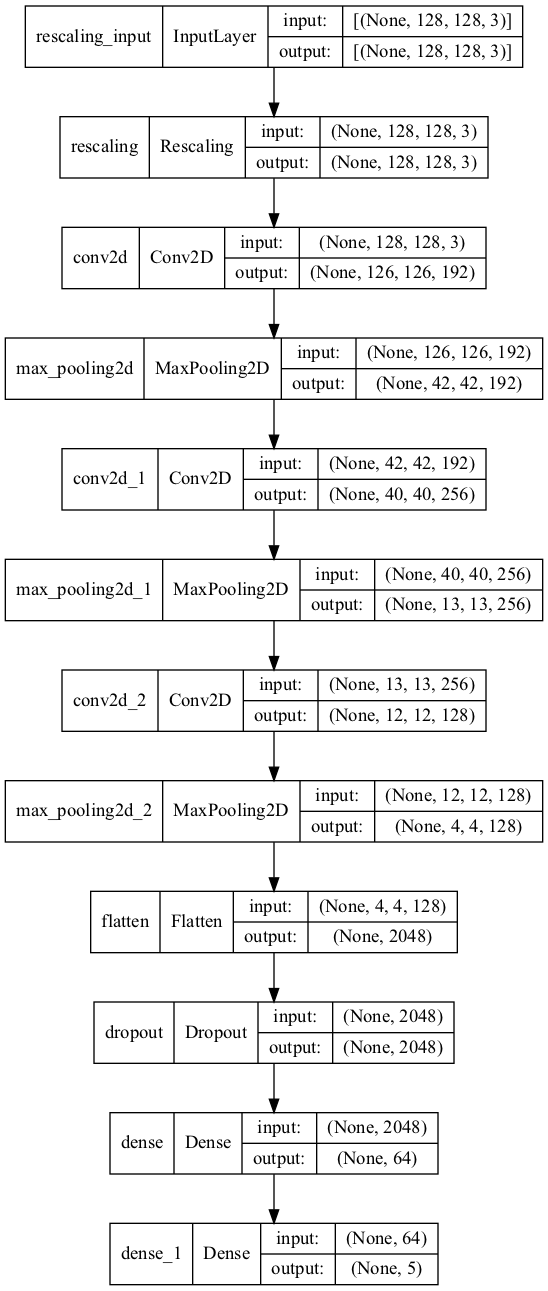 rescaling_input InputLayer input: [(None, 128, 128, 3)]
output: [(None, 128, 128, 3)]
rescaling Rescaling input: (None, 128, 128, 3)
output: (None, 128, 128, 3)
conv2d Conv2D input: (None, 128, 128, 3)
output: (None, 126, 126, 192)
max_pooling2d MaxPooling2D input: (None, 126, 126, 192)
output: (None, 42, 42, 192)
conv2d_1 Conv2D input: (None, 42, 42, 192)
output: (None, 40, 40, 256)
max_pooling2d_1 MaxPooling2D input: (None, 40, 40, 256)
output: (None, 13, 13, 256)
conv2d_2 Conv2D input: (None, 13, 13, 256)
output: (None, 12, 12, 128)
max_pooling2d_2 MaxPooling2D input: (None, 12, 12, 128)
output: (None, 4, 4, 128)
flatten Flatten input: (None, 4, 4, 128)
output: (None, 2048)
dropout Dropout input: (None, 2048)
output: (None, 2048)
dense Dense input: (None, 2048)
output: (None, 64)
dense_1 Dense input: (None, 64)
output: (None, 5)